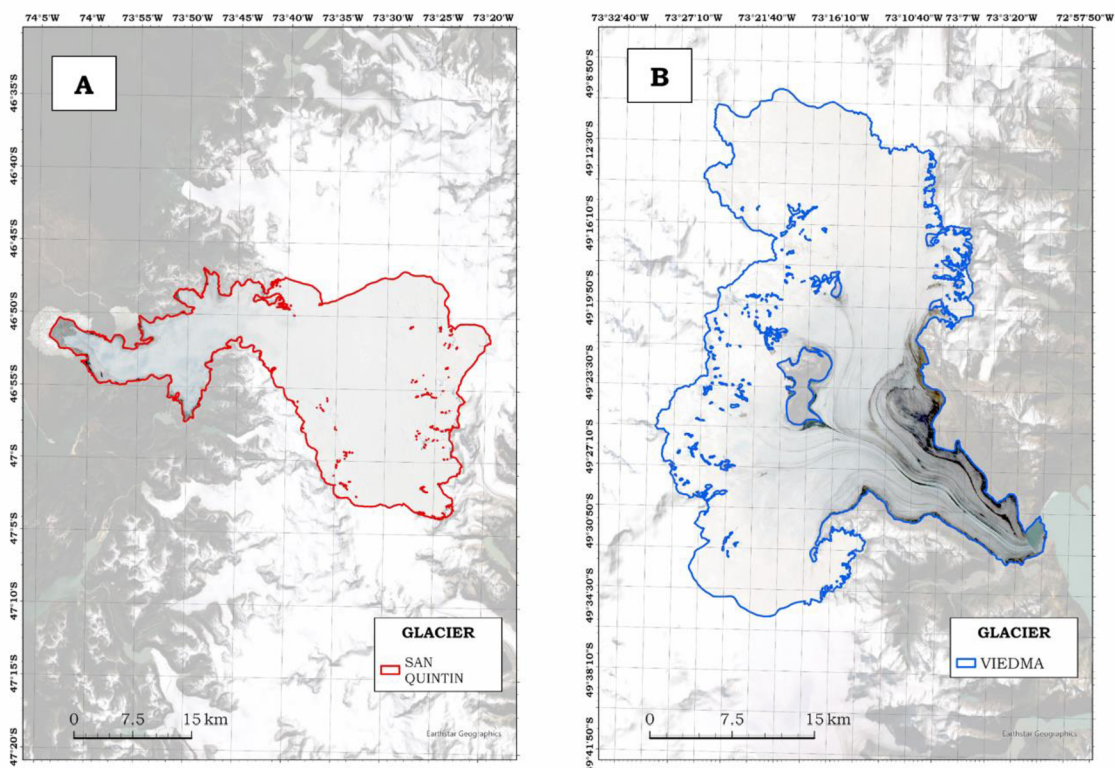 74°5'W 74°W 73°55'W 73°50'W 73°45'W 73°40'W 73°35'W 73°30'W 73°25'W 73°20'W
A
46°35'S
46°40'S
46°45'S
46°50'S
46°55'S
47°S
47°5'S
47°10'S
47°15'S
47°20'S
GLACIER
SAN
QUINTIN
0 7.5 15 km
Earthstar Geographics
73°32'40"W 73°27'10"W 73°21'40"W 73°16'10"W 73°10'40"W 73°7'W 73°3'20"W 72°57'50"W
B
49°8'50"S
49°12'30"S
49°16'10"S
49°19'50"S
49°23'30"S
49°27'10"S
49°30'50"S
49°34'30"S
49°38'10"S
49°41'50"S
GLACIER
VIEDMA
0 7.5 15 km
Earthstar Geographics